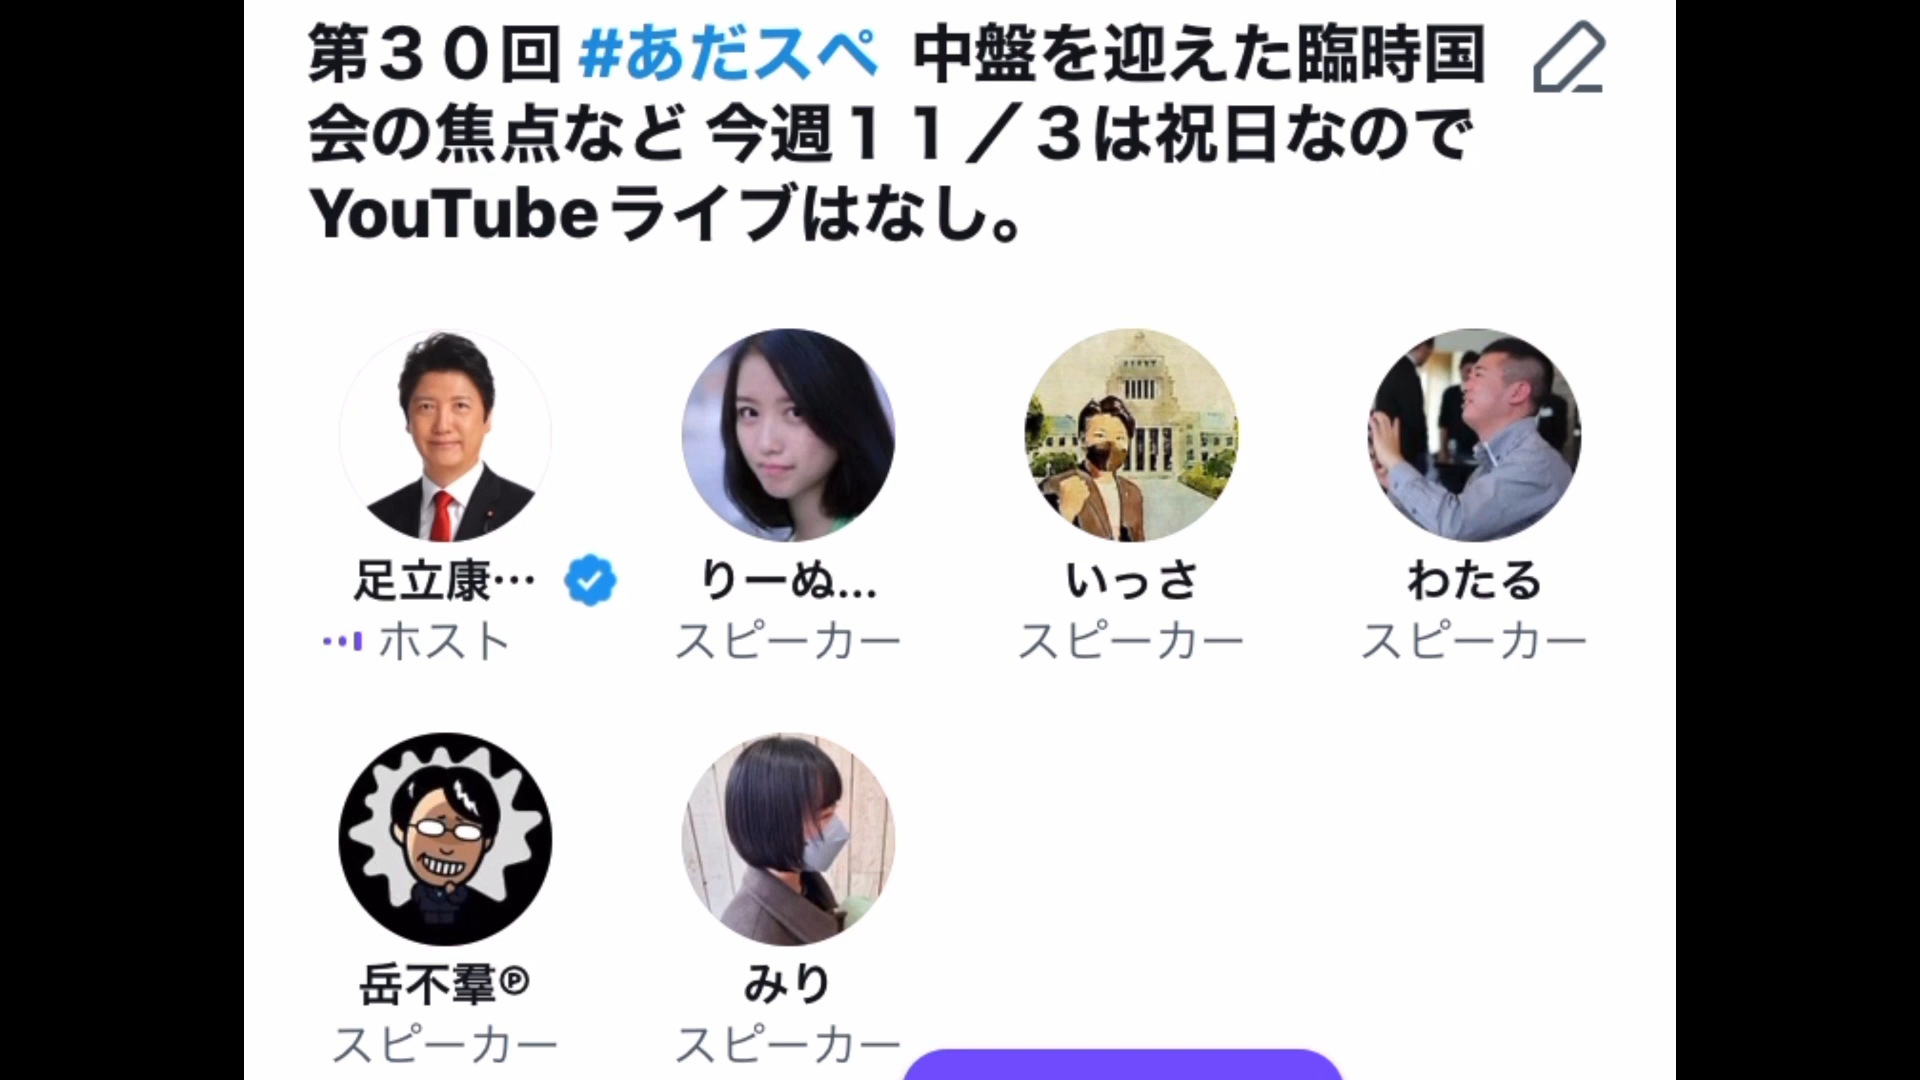 第３０回 #あだスペ 中盤を迎えた臨時国
会の焦点など 今週１１／３は祝日なので
YouTubeライブはなし。
足立康…
りーぬ...
いっさ
わたる
ホスト
スピーカー
スピーカー
スピーカー
岳不羣℗
みり
スピーカー
スピーカー